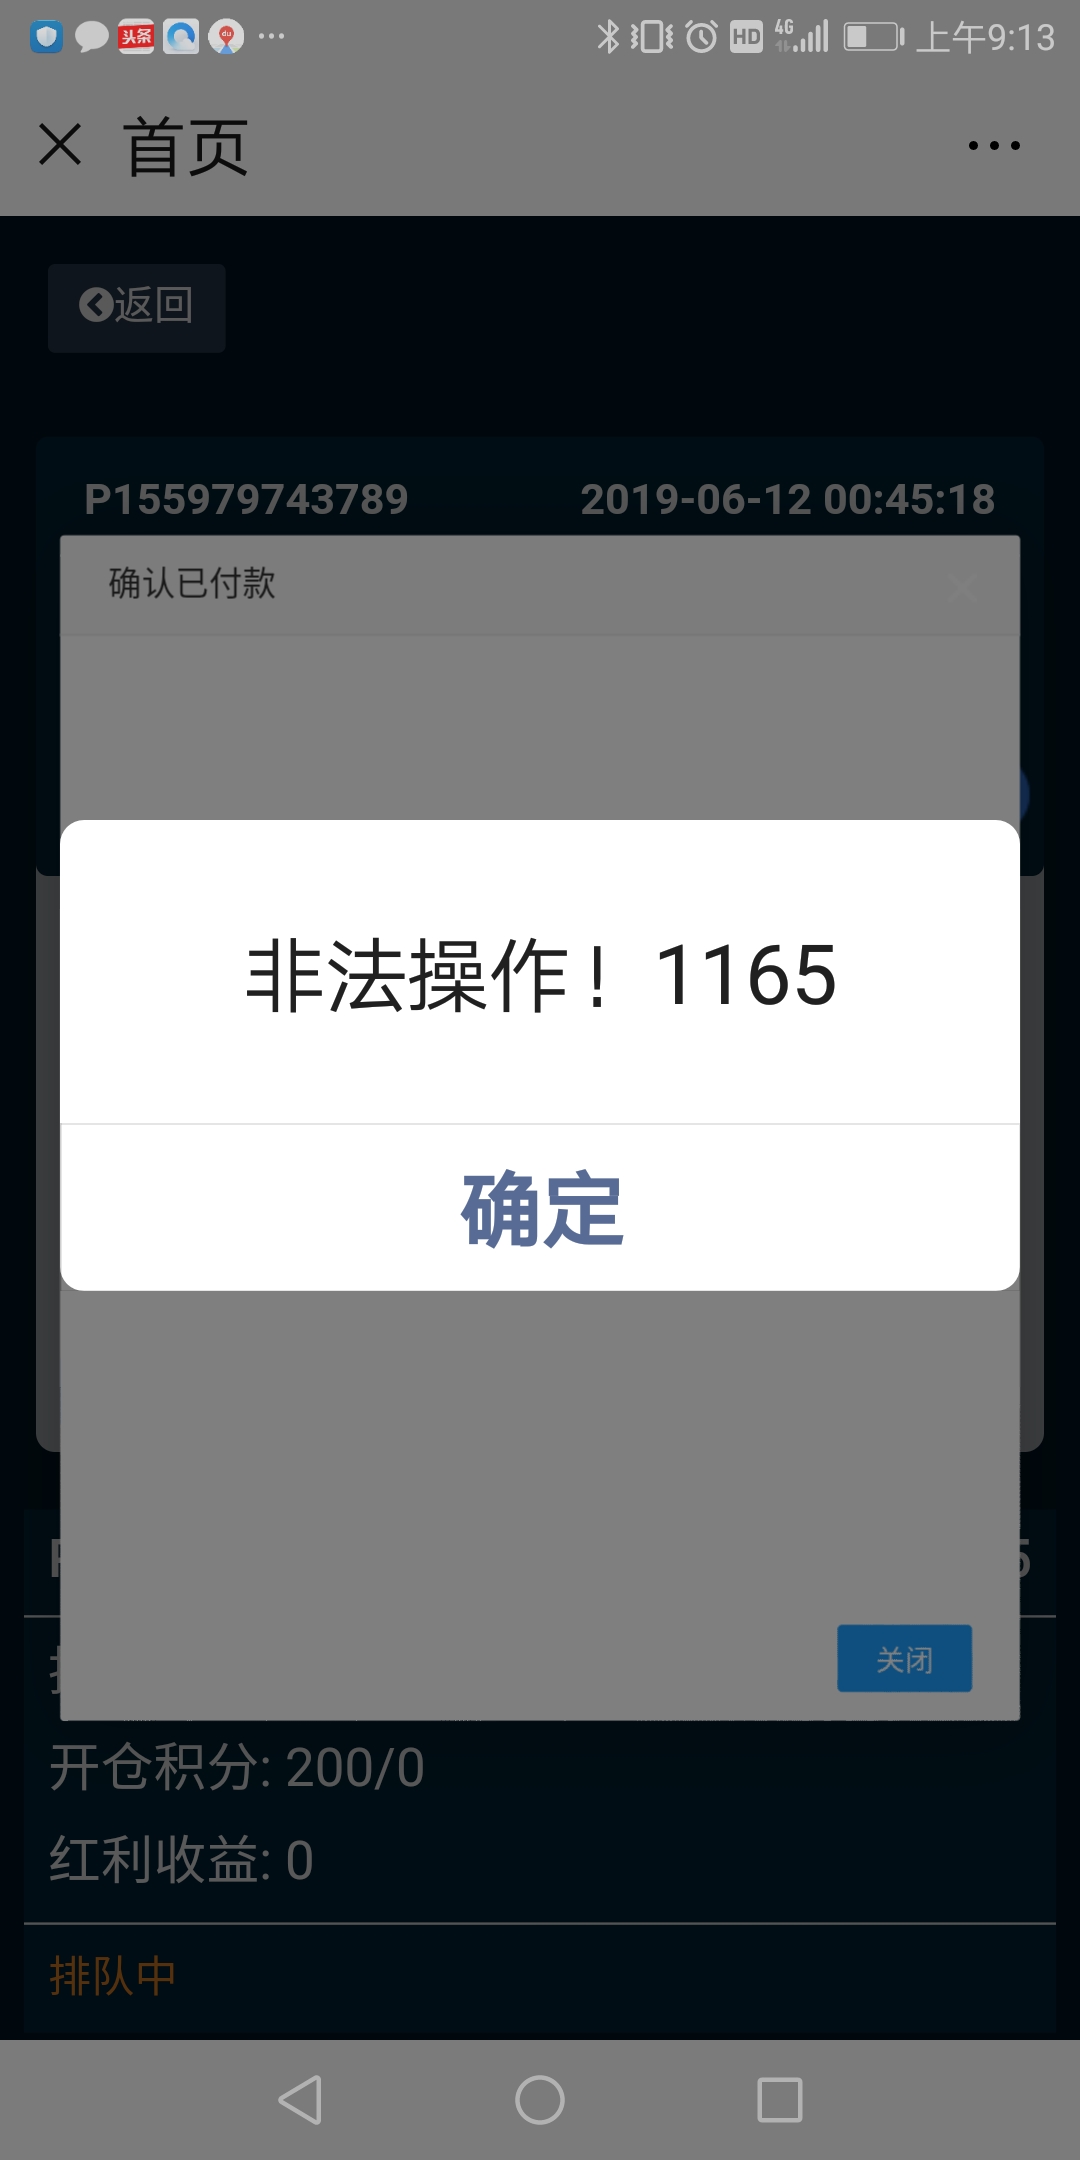 头条 du HD 4G 上午9:13
首页
返回
P155979743789 2019-06-12 00:45:18
确认已付款
非法操作！1165
确定
关闭
开仓积分: 200/0
红利收益: 0
排队中